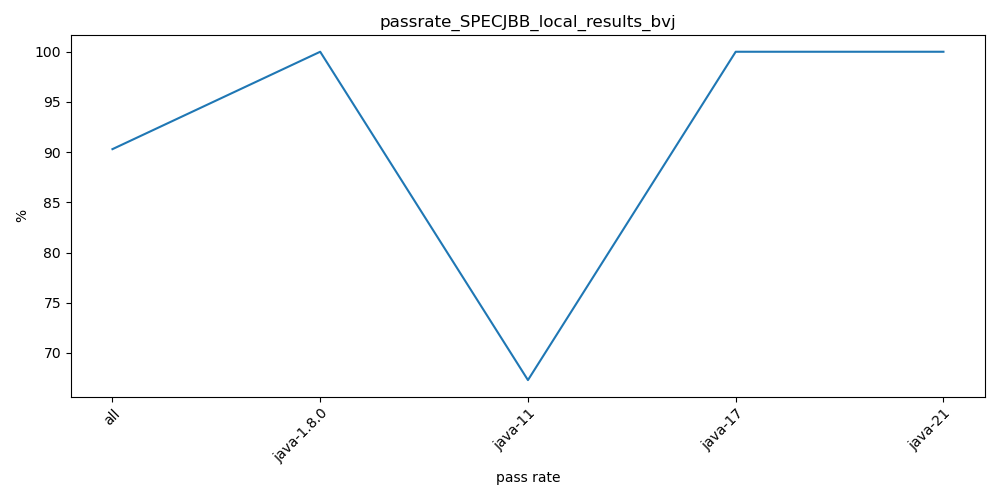 passrate_SPECJBB_local_results_bvj
100
95
90
85
80
75
70
%
all
java-1.8.0
java-11
java-17
java-21
pass rate